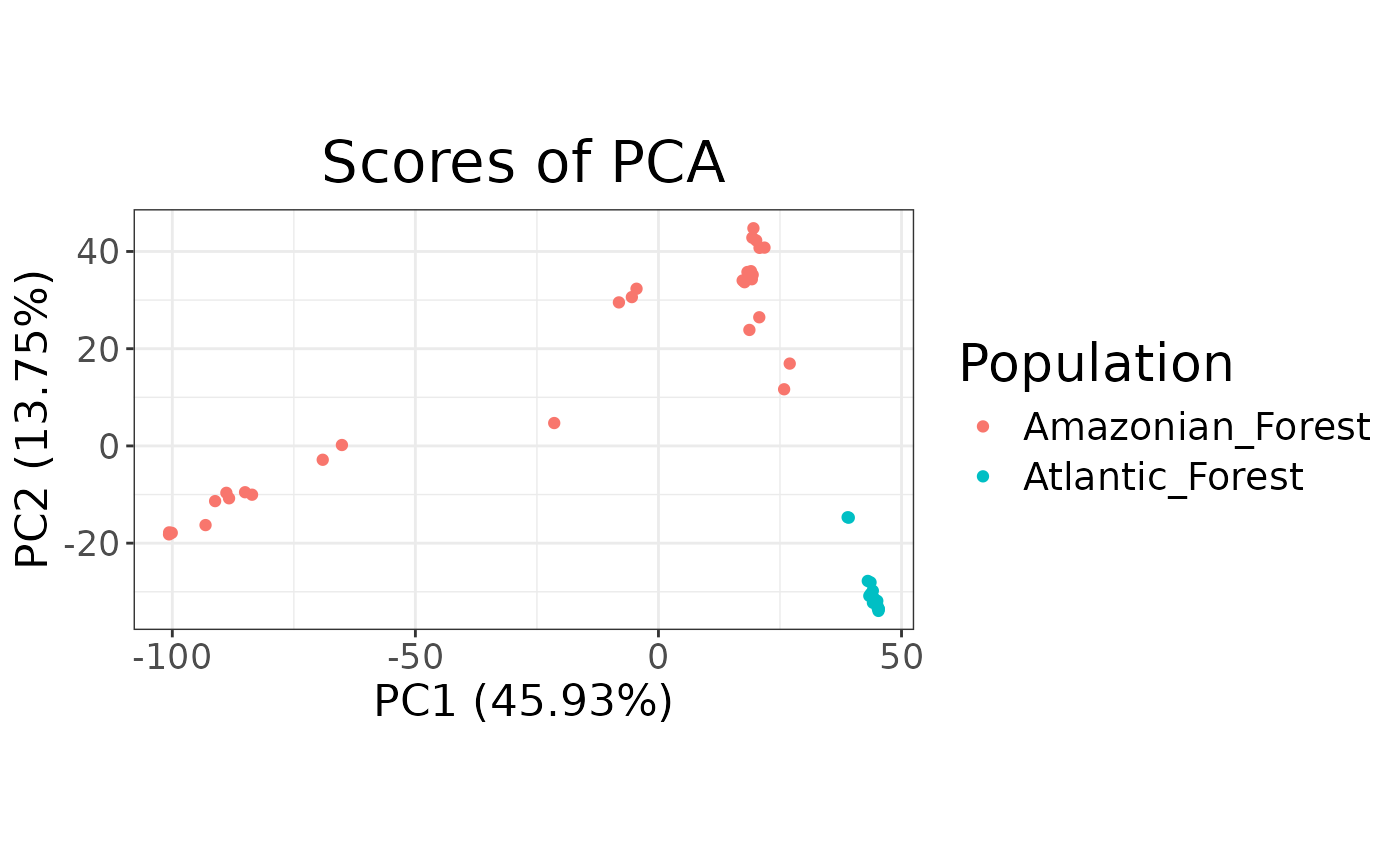 Scores of PCA
40
20
0
-20
PC2 (13.75%)
-100 -50 0 50
PC1 (45.93%)
Population
Amazonian_Forest
Atlantic_Forest